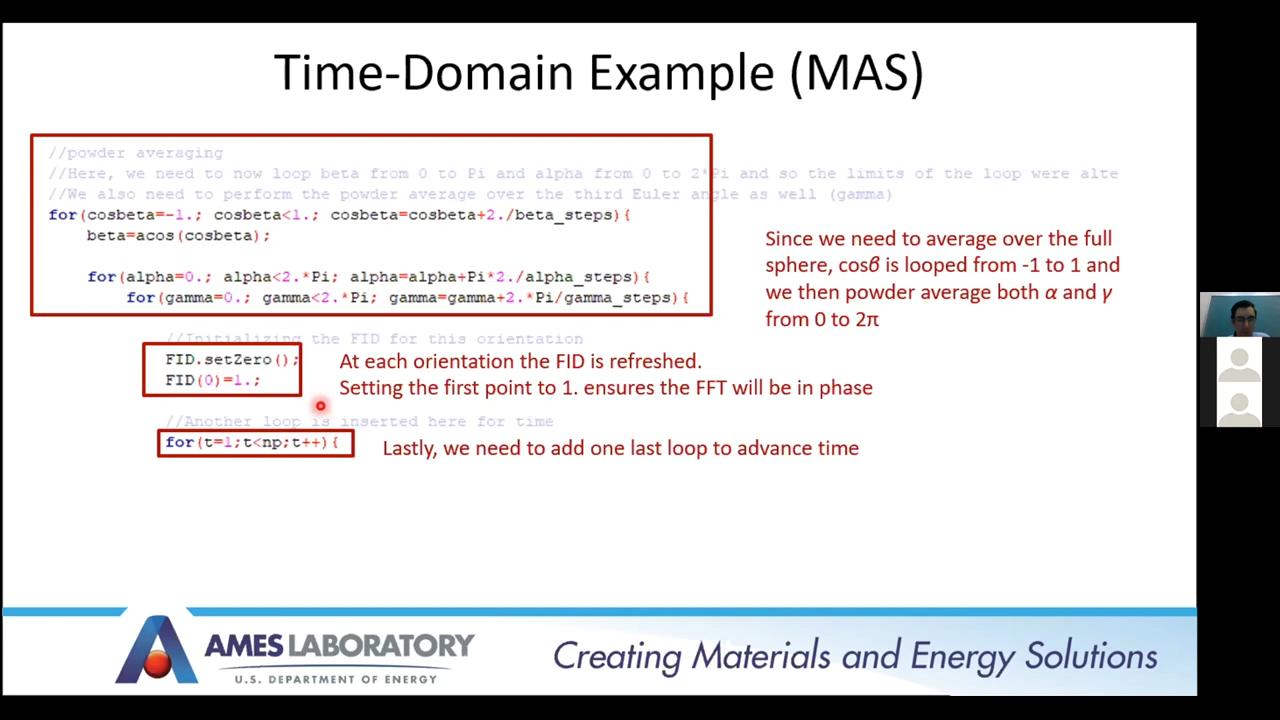 Time-Domain Example (MAS)
//powder averaging
//Here, we need to now loop beta from 0 to Pi and alpha from 0 to 2*Pi and so the limits of the loop were alte
//We also need to perform the powder average over the third Euler angle as well (gamma)
for(cosbeta=-1.; cosbeta<1.; cosbeta=cosbeta+2./beta_steps){
beta=acos(cosbeta);
for(alpha=0.; alpha<2.*Pi; alpha=alpha+Pi*2./alpha_steps){
for(gamma=0.; gamma<2.*Pi; gamma=gamma+2.*Pi/gamma_steps){
Since we need to average over the full
sphere, cosβ is looped from -1 to 1 and
we then powder average both α and γ
from 0 to 2π
//Initializing the FID for this orientation
FID.setZero();
FID(0)=1.;
At each orientation the FID is refreshed.
Setting the first point to 1. ensures the FFT will be in phase
//Another loop is inserted here for time
for(t=1;t<np;t++){
Lastly, we need to add one last loop to advance time
AMES LABORATORY
U.S. DEPARTMENT OF ENERGY
Creating Materials and Energy Solutions